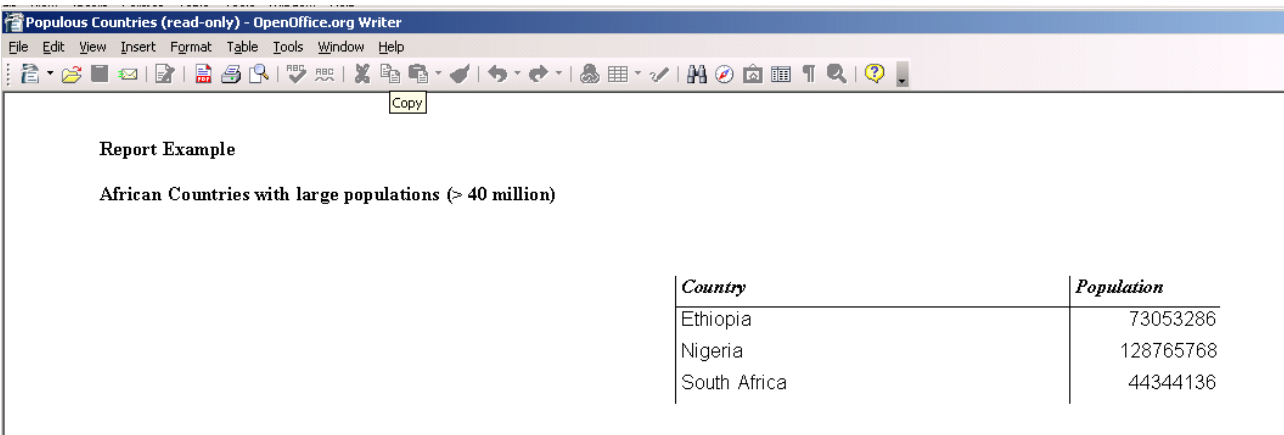 Populous Countries (read-only) - OpenOffice.org Writer
File Edit View Insert Format Table Tools Window Help
Copy
Report Example
African Countries with large populations (> 40 million)
Country Population
Ethiopia 73053286
Nigeria 128765768
South Africa 44344136